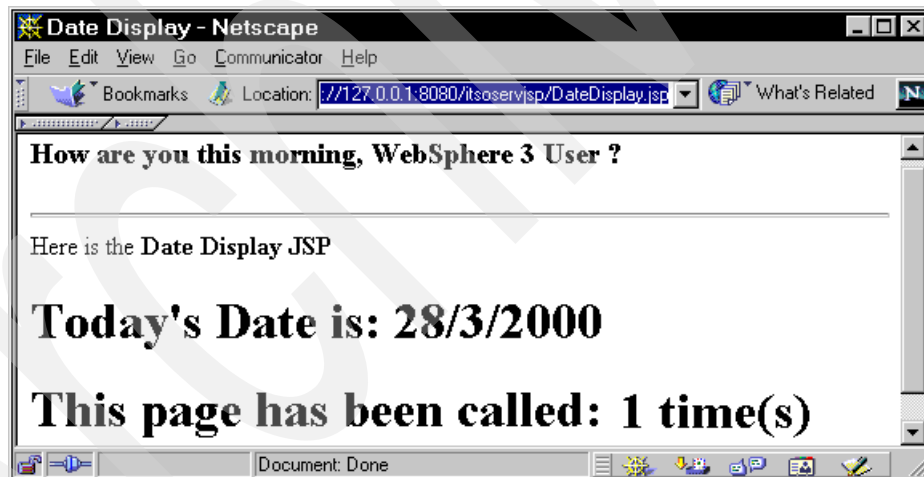 Date Display - Netscape
File Edit View Go Communicator Help
Bookmarks Location: ://127.0.0.1:8080/itsoservjsp/DateDisplay.jsp What's Related N
How are you this morning, WebSphere 3 User ?
Here is the Date Display JSP
Today's Date is: 28/3/2000
This page has been called: 1 time(s)
Document: Done